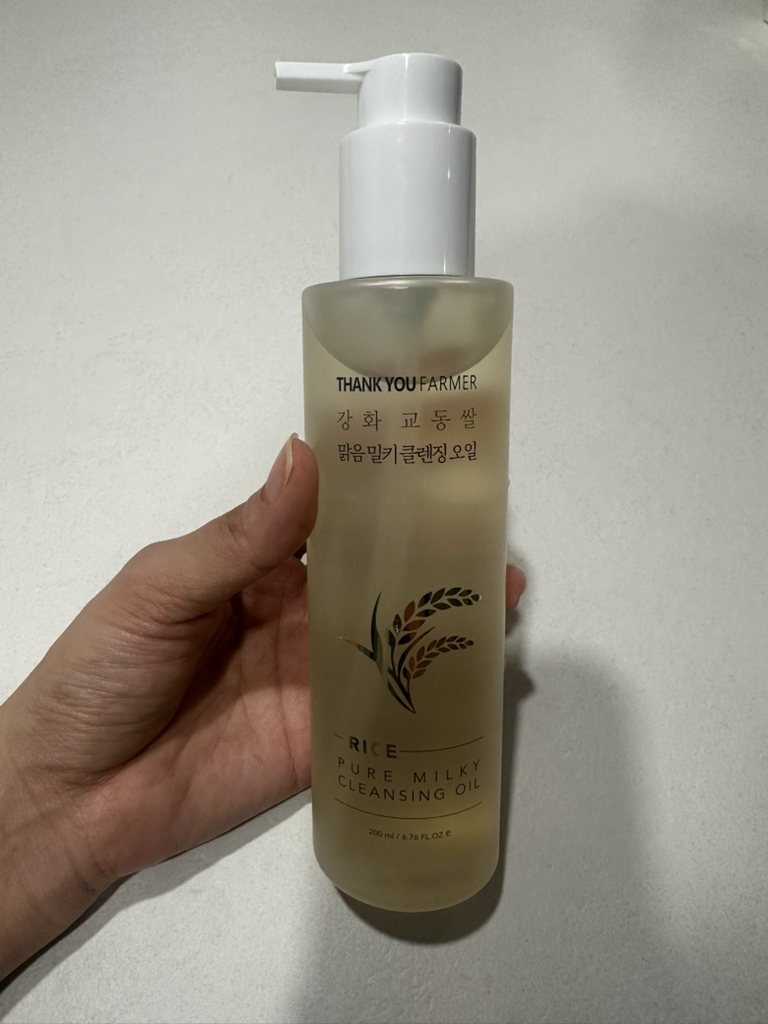 THANK YOU FARMER
강화 교동쌀
맑음밀키클렌징오일
RICE
PURE MILKY
CLEANSING OIL
200 ml / 6.76 FL.OZ.e